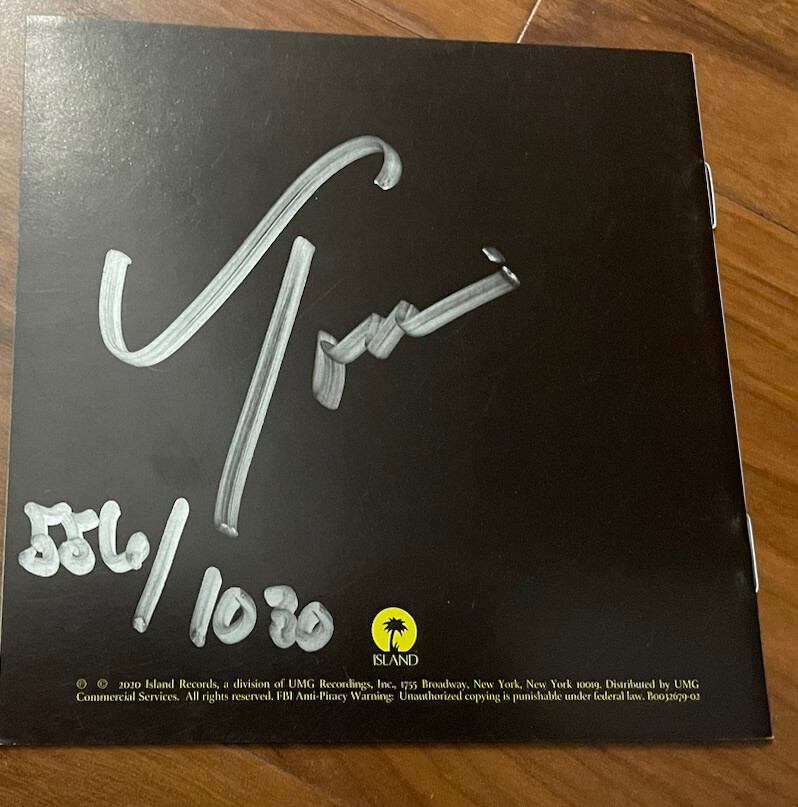 Toni
556/1030
ISLAND
℗ © 2020 Island Records, a division of UMG Recordings, Inc., 1755 Broadway, New York, New York 10019. Distributed by UMG
Commercial Services. All rights reserved. FBI Anti-Piracy Warning: Unauthorized copying is punishable under federal law. B0032679-02